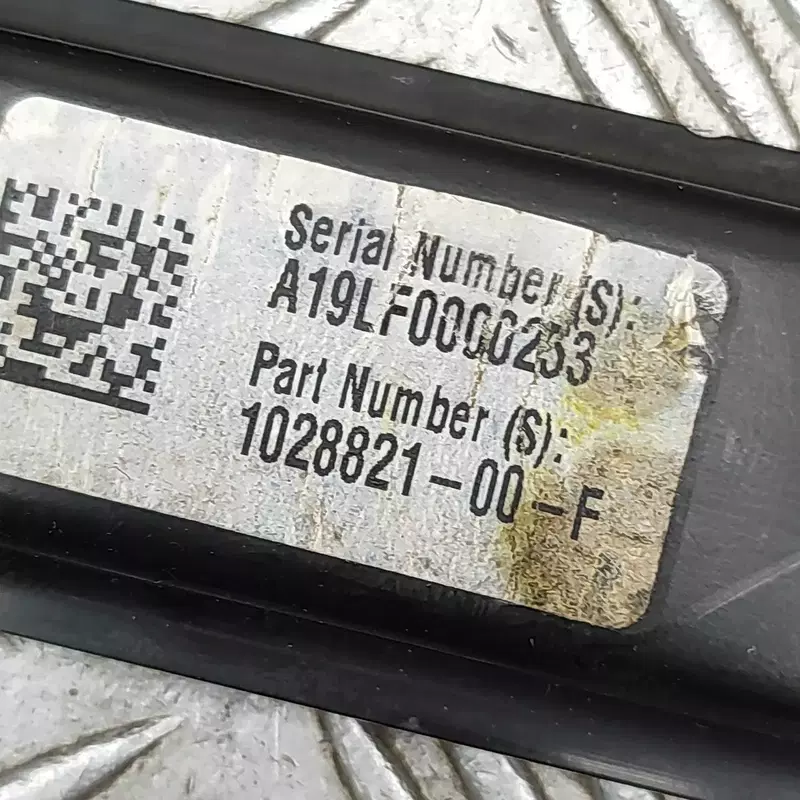 Serial Number (S):
A19LF0000253
Part Number (S):
1028821-00-F